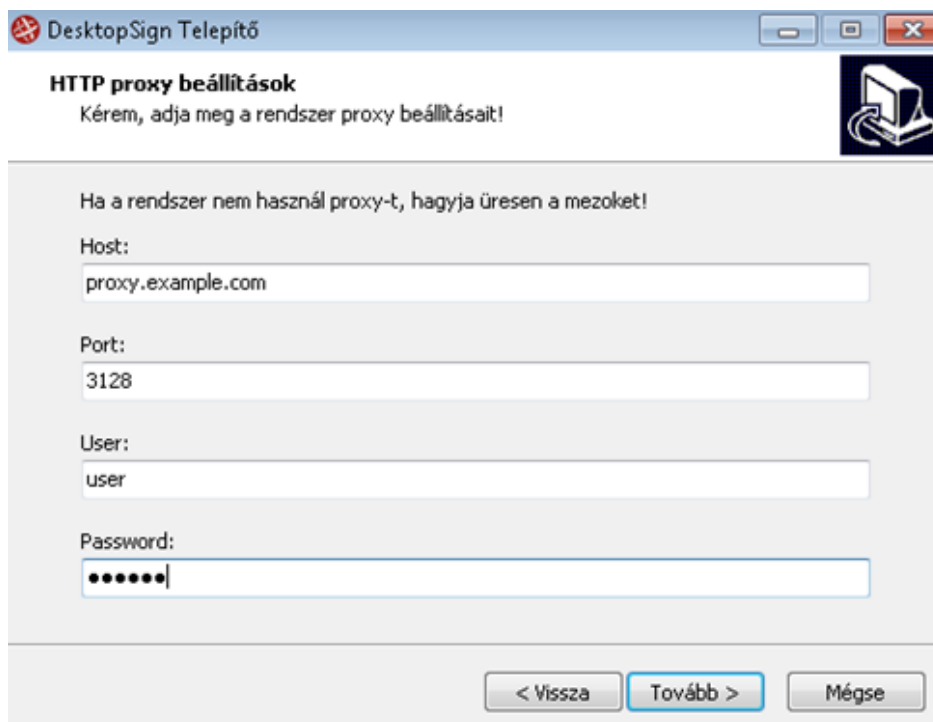 DesktopSign Telepítő
HTTP proxy beállítások
Kérem, adja meg a rendszer proxy beállításait!
Ha a rendszer nem használ proxy-t, hagyja üresen a mezoket!
Host:
proxy.example.com
Port:
3128
User:
user
Password:
●●●●●●
< Vissza
Tovább >
Mégse